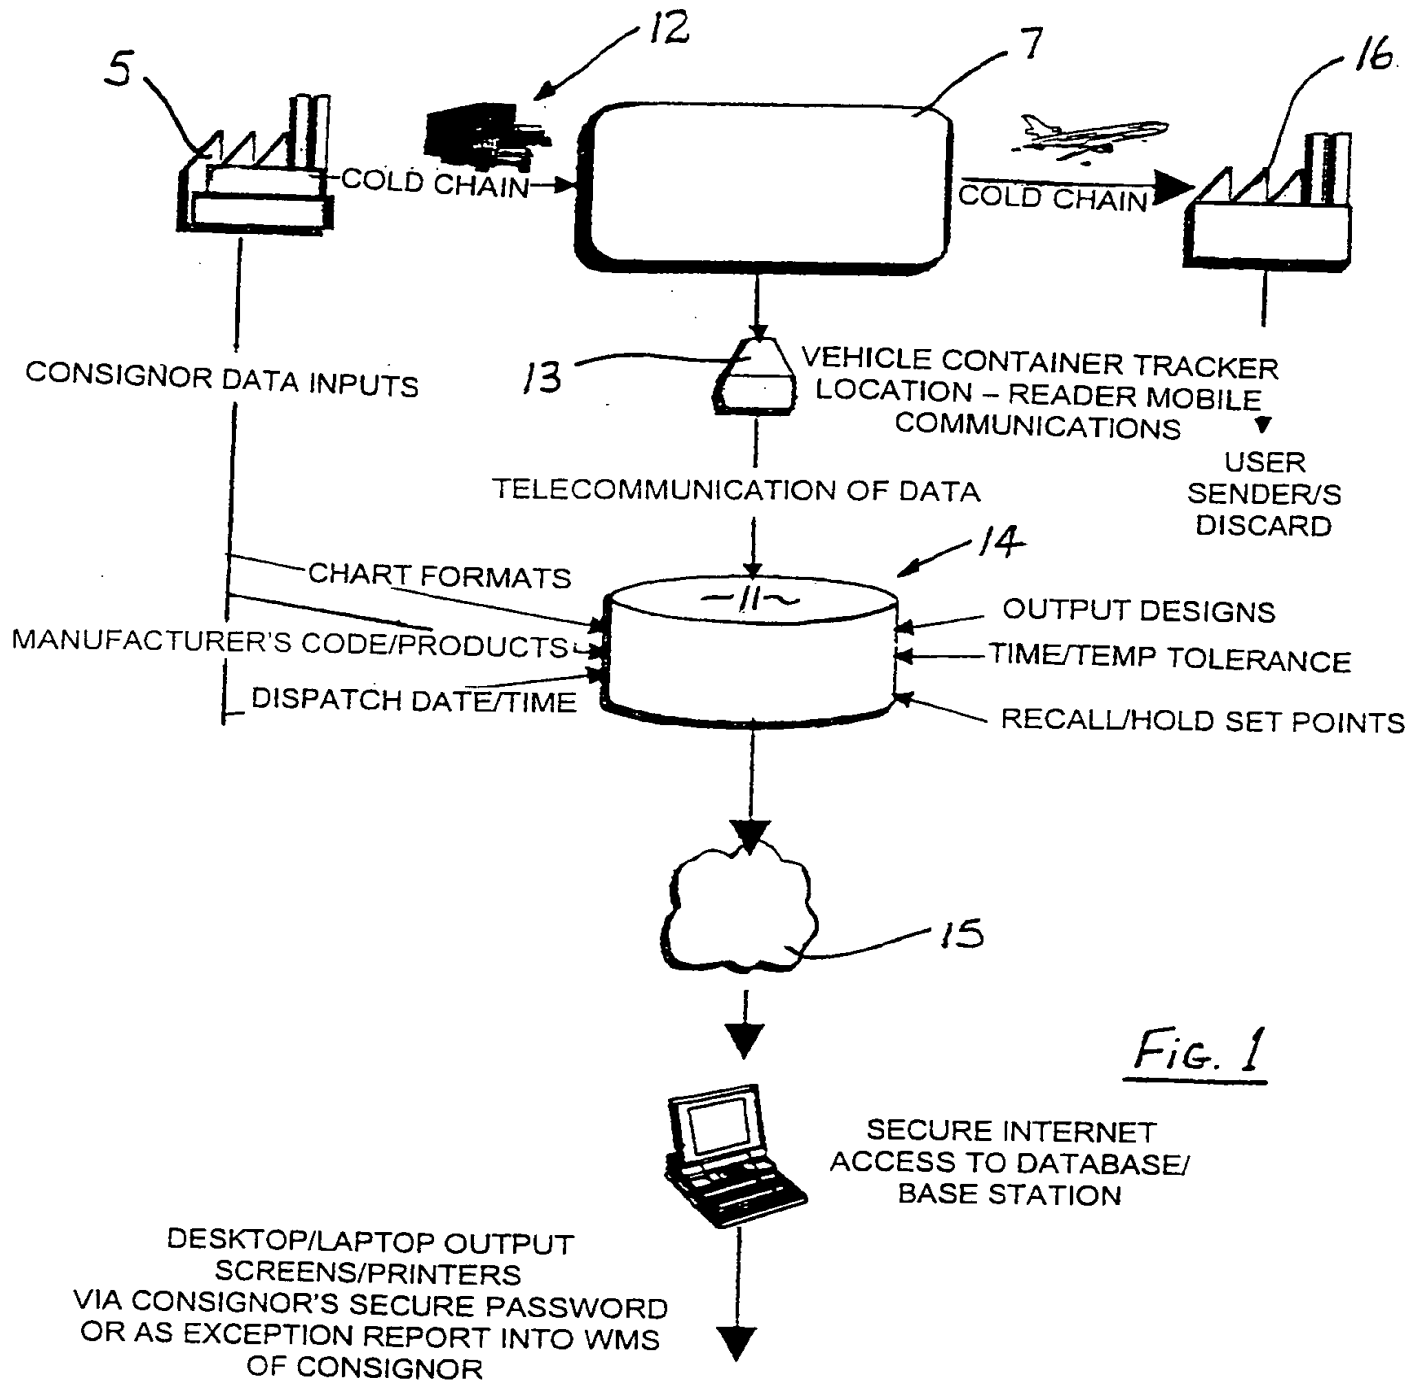 12
7
5
16
COLD CHAIN
COLD CHAIN
13
VEHICLE CONTAINER TRACKER
LOCATION – READER MOBILE
COMMUNICATIONS
CONSIGNOR DATA INPUTS
USER
SENDER/S
DISCARD
TELECOMMUNICATION OF DATA
14
CHART FORMATS
MANUFACTURER'S CODE/PRODUCTS
DISPATCH DATE/TIME
OUTPUT DESIGNS
TIME/TEMP TOLERANCE
RECALL/HOLD SET POINTS
15
FIG. 1
SECURE INTERNET
ACCESS TO DATABASE/
BASE STATION
DESKTOP/LAPTOP OUTPUT
SCREENS/PRINTERS
VIA CONSIGNOR'S SECURE PASSWORD
OR AS EXCEPTION REPORT INTO WMS
OF CONSIGNOR